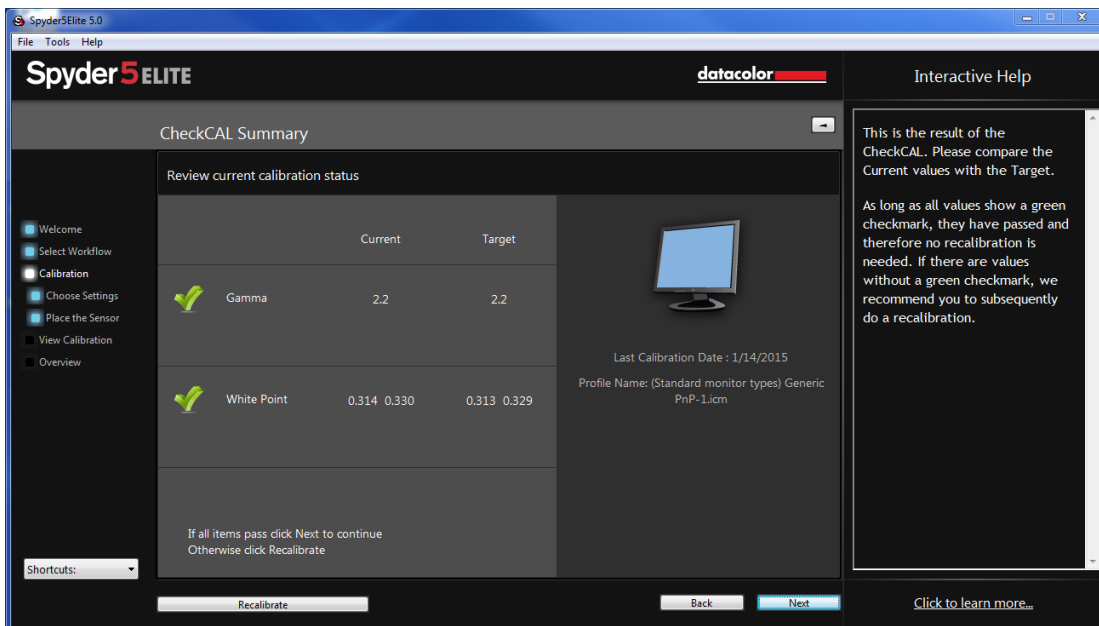 Spyder5Elite 5.0
File Tools Help
Spyder5ELITE
datacolor
Interactive Help
CheckCAL Summary
Review current calibration status
Welcome
Select Workflow
Calibration
Choose Settings
Place the Sensor
View Calibration
Overview
Shortcuts:
Current Target
Gamma 2.2 2.2
White Point 0.314 0.330 0.313 0.329
If all items pass click Next to continue
Otherwise click Recalibrate
Last Calibration Date : 1/14/2015
Profile Name: (Standard monitor types) Generic
PnP-1.icm
This is the result of the
CheckCAL. Please compare the
Current values with the Target.
As long as all values show a green
checkmark, they have passed and
therefore no recalibration is
needed. If there are values
without a green checkmark, we
recommend you to subsequently
do a recalibration.
Recalibrate
Back
Next
Click to learn more...